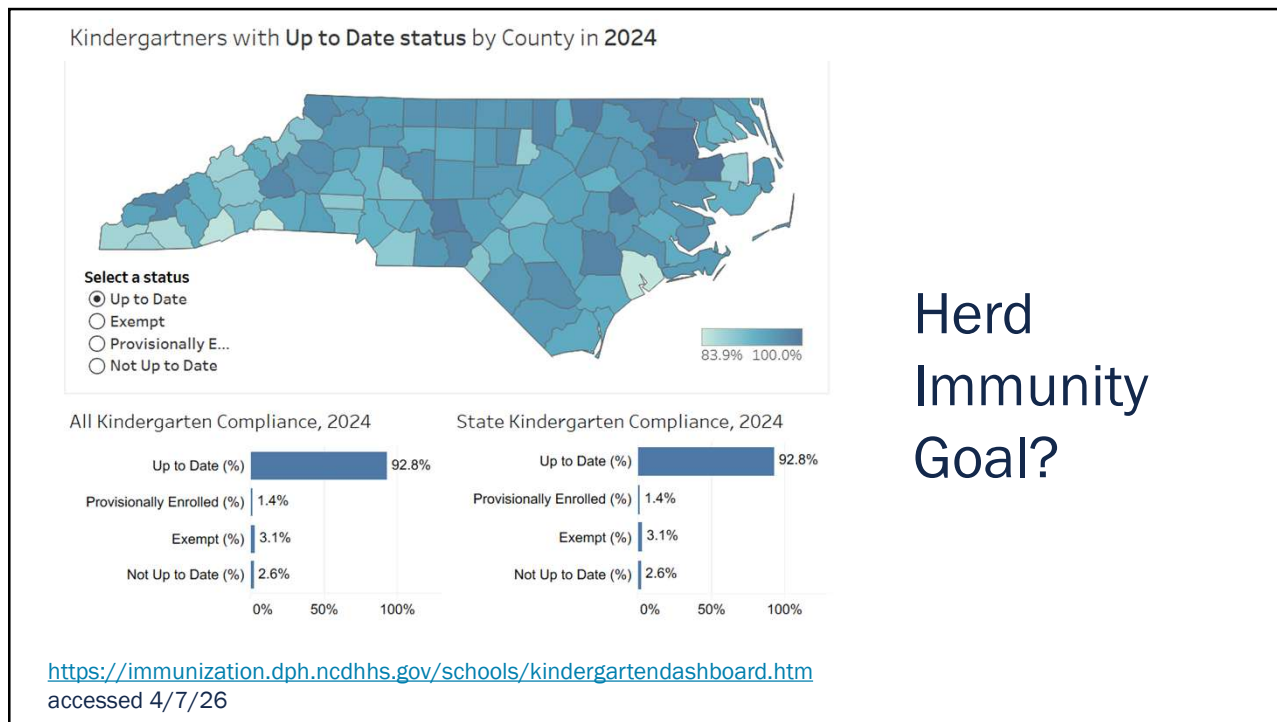 Kindergartners with Up to Date status by County in 2024
Select a status
Up to Date
Exempt
Provisionally E...
Not Up to Date
83.9% 100.0%
Herd
Immunity
Goal?
All Kindergarten Compliance, 2024
Up to Date (%) 92.8%
Provisionally Enrolled (%) 1.4%
Exempt (%) 3.1%
Not Up to Date (%) 2.6%
0% 50% 100%
State Kindergarten Compliance, 2024
Up to Date (%) 92.8%
Provisionally Enrolled (%) 1.4%
Exempt (%) 3.1%
Not Up to Date (%) 2.6%
0% 50% 100%
https://immunization.dph.ncdhhs.gov/schools/kindergartendashboard.htm
accessed 4/7/26